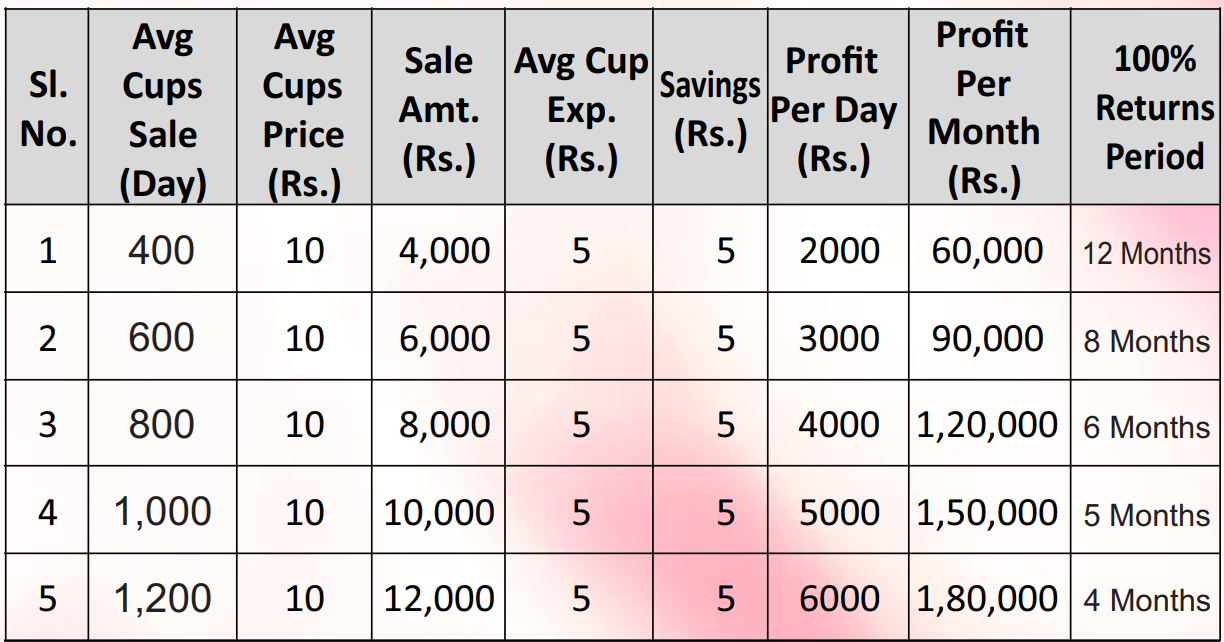 Sl. No. | Avg Cups Sale (Day) | Avg Cups Price (Rs.) | Sale Amt. (Rs.) | Avg Cup Exp. (Rs.) | Savings (Rs.) | Profit Per Day (Rs.) | Profit Per Month (Rs.) | 100% Returns Period
1 | 400 | 10 | 4,000 | 5 | 5 | 2000 | 60,000 | 12 Months
2 | 600 | 10 | 6,000 | 5 | 5 | 3000 | 90,000 | 8 Months
3 | 800 | 10 | 8,000 | 5 | 5 | 4000 | 1,20,000 | 6 Months
4 | 1,000 | 10 | 10,000 | 5 | 5 | 5000 | 1,50,000 | 5 Months
5 | 1,200 | 10 | 12,000 | 5 | 5 | 6000 | 1,80,000 | 4 Months